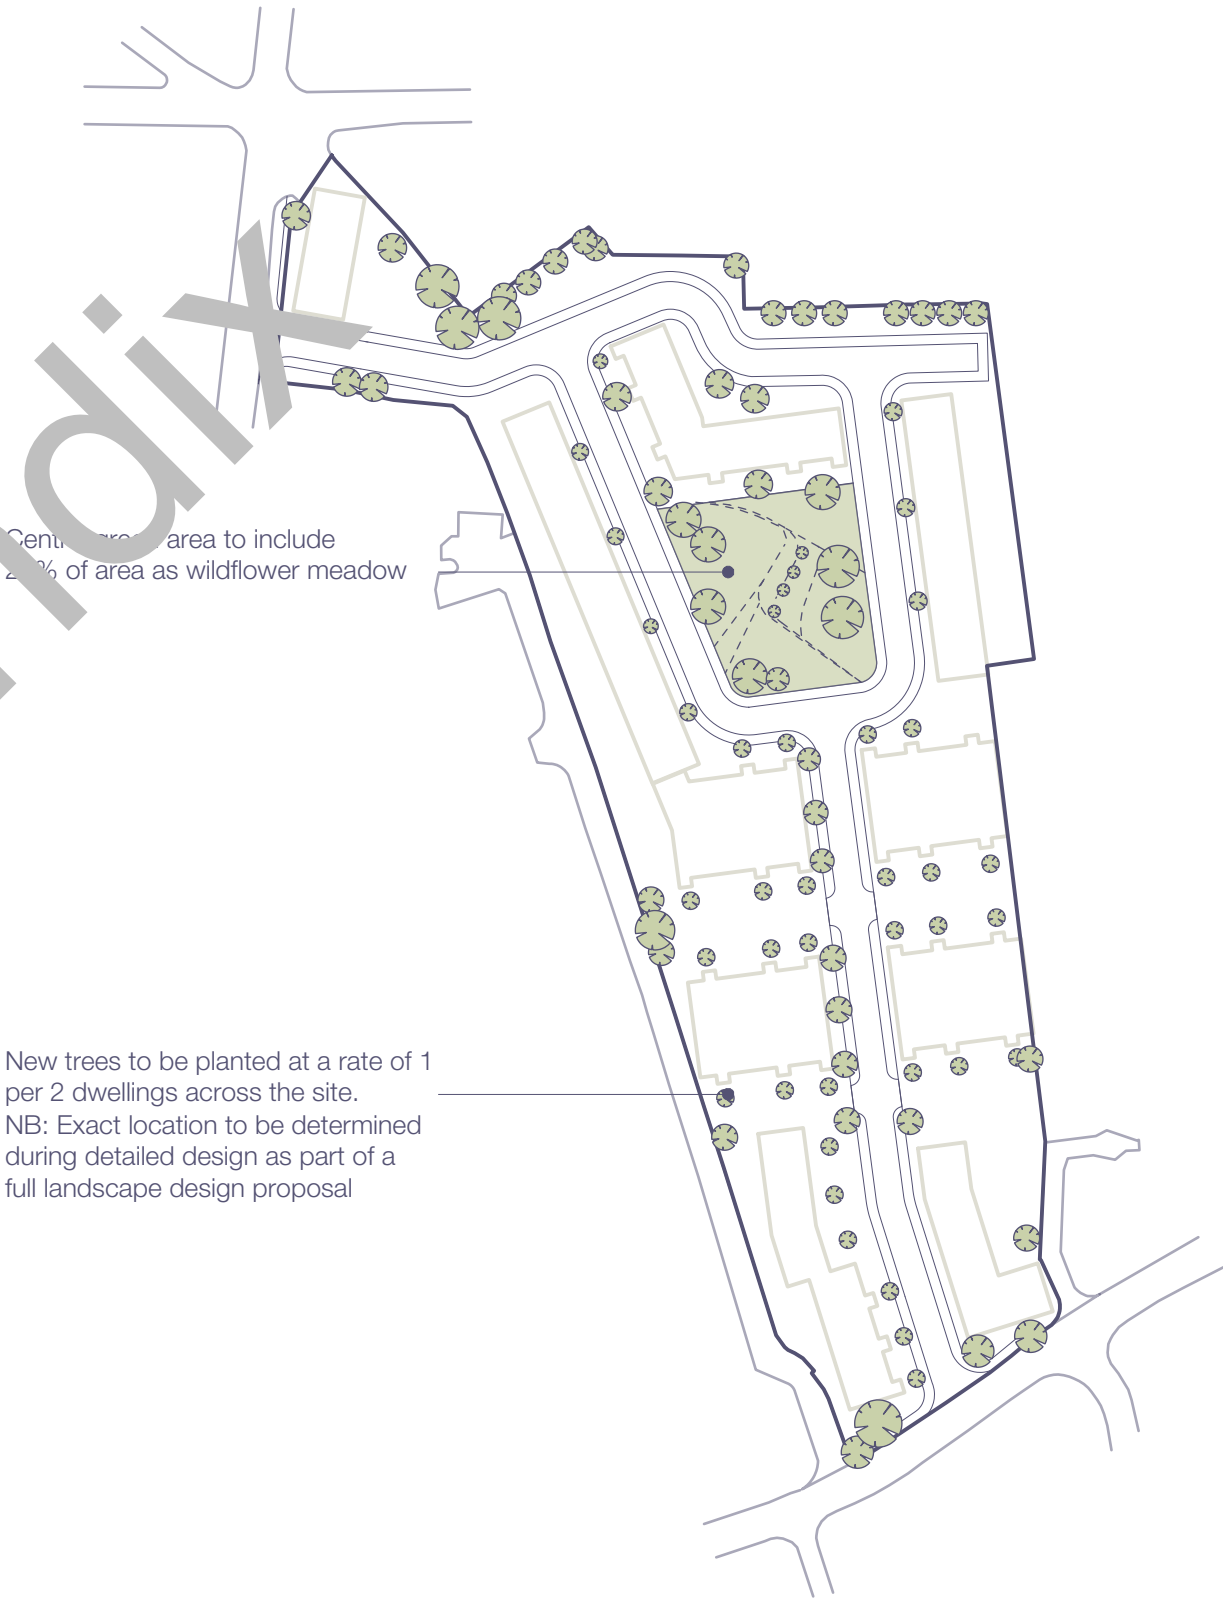 ndix
area to include
of area as wildflower meadow
New trees to be planted at a rate of 1
per 2 dwellings across the site.
NB: Exact location to be determined
during detailed design as part of a
full landscape design proposal